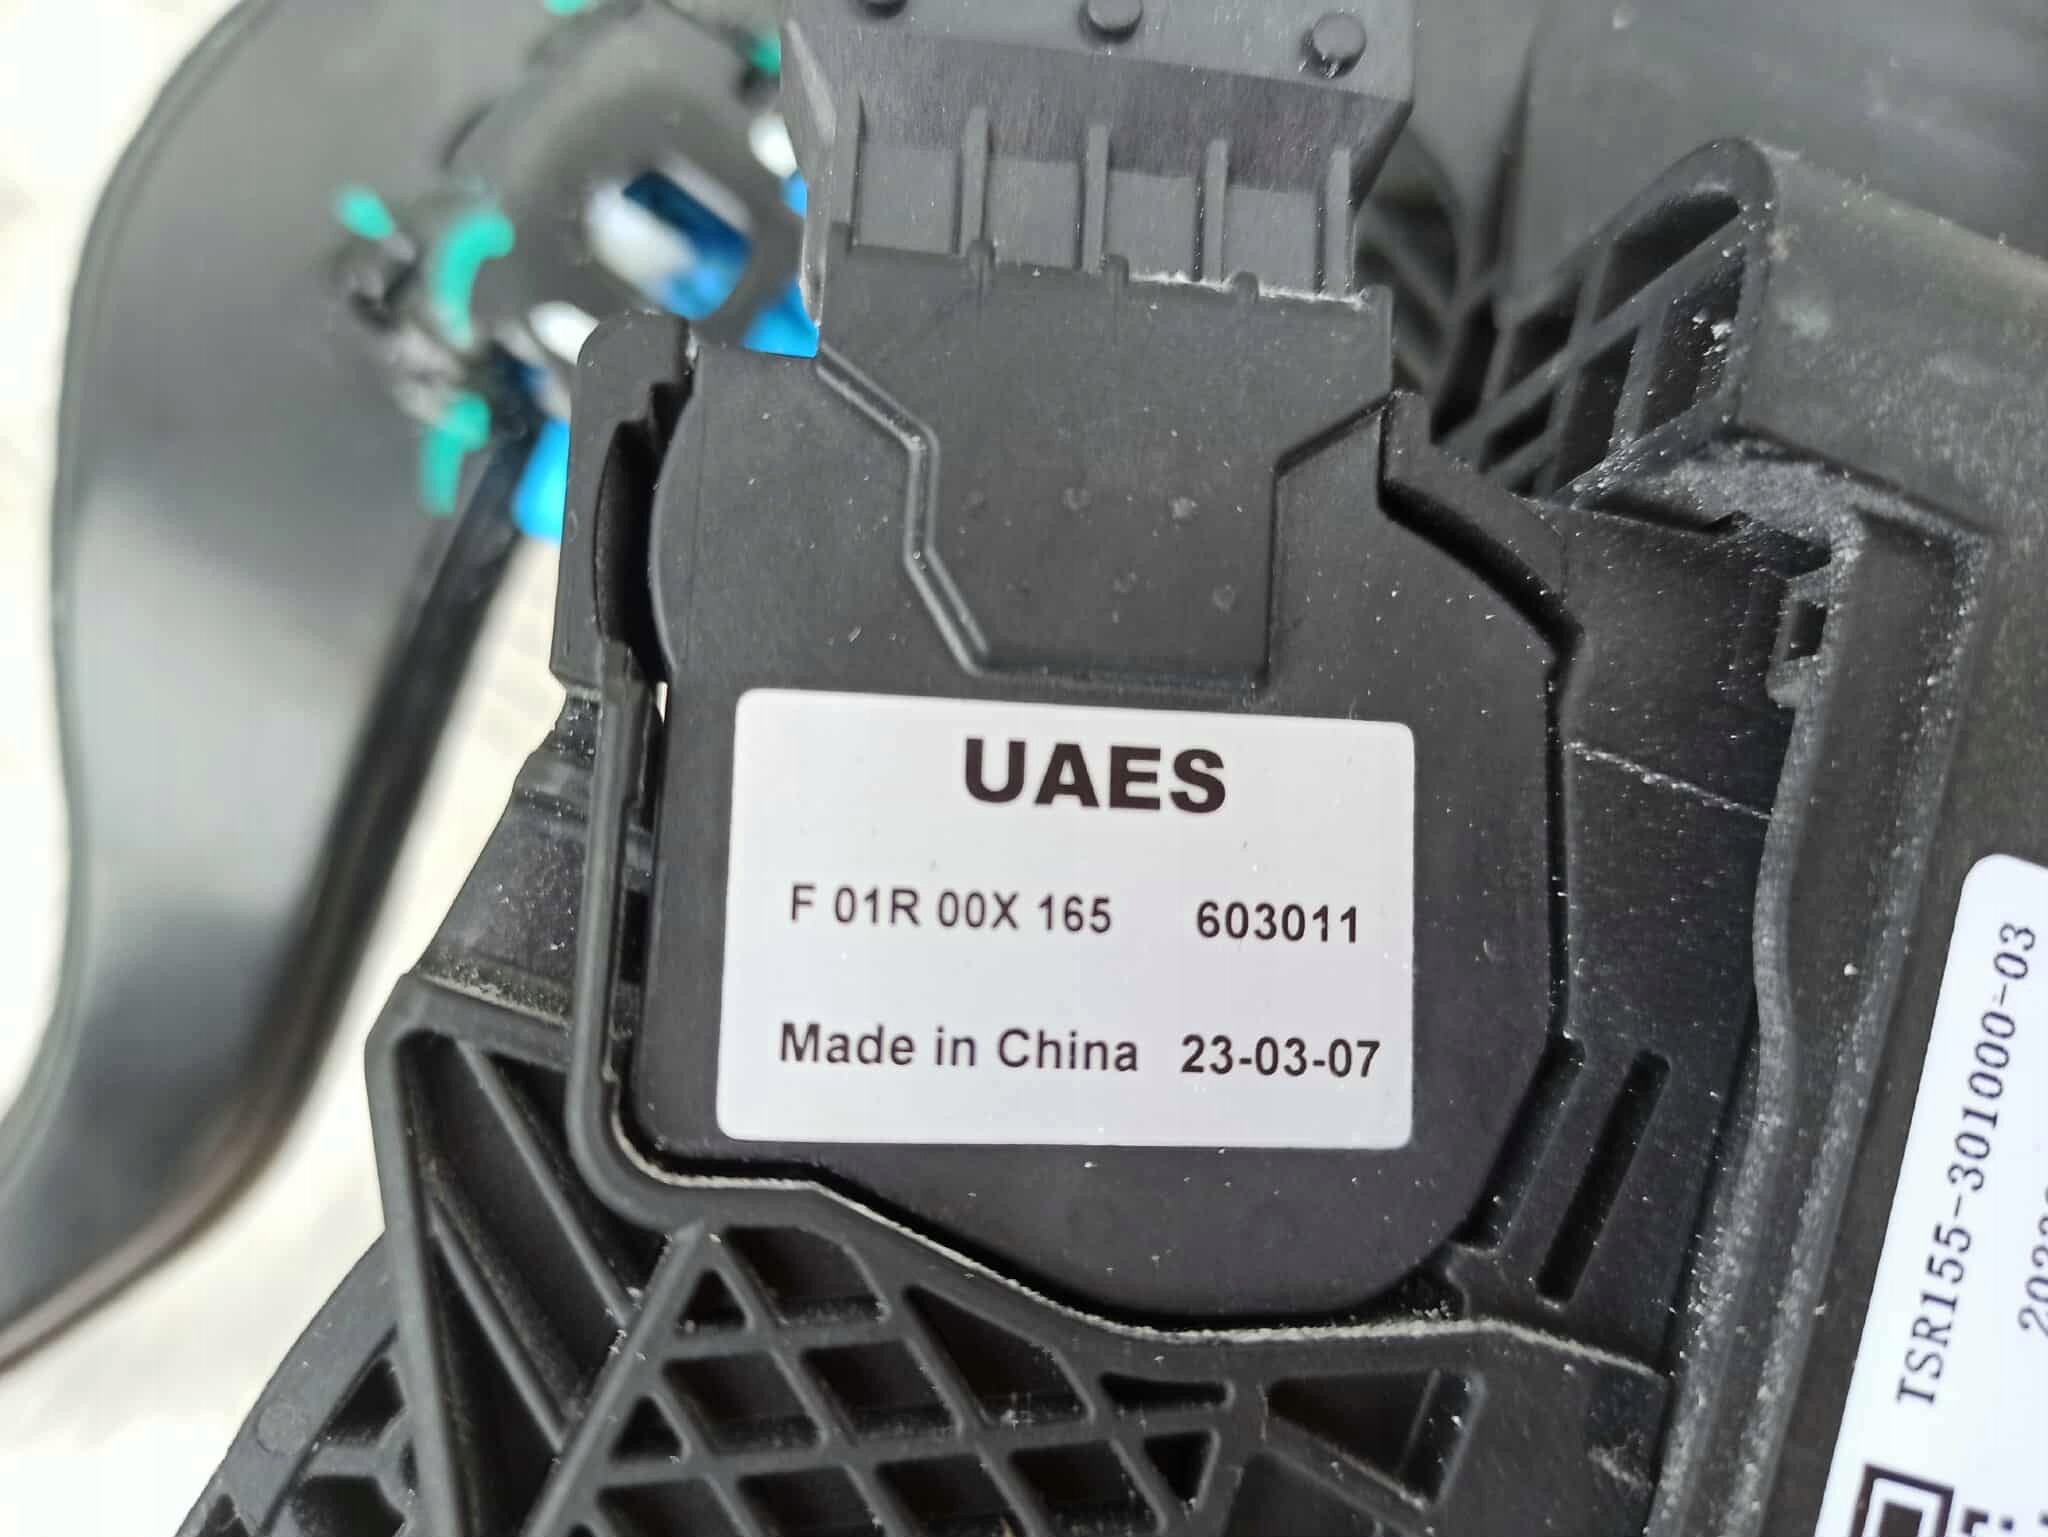 UAES
F 01R 00X 165 603011
Made in China 23-03-07
TSR155-301000-03